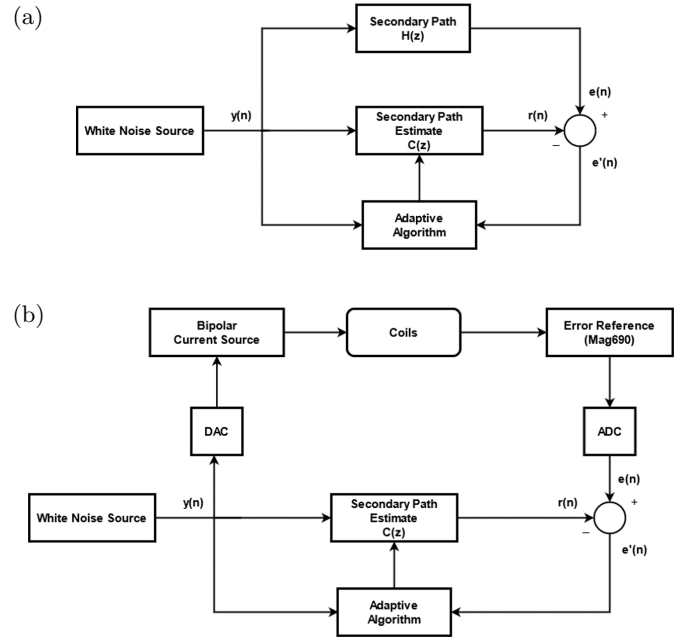 (a)
Secondary Path
H(z)
e(n)
+
y(n)
White Noise Source
Secondary Path
Estimate
C(z)
r(n)
−
e'(n)
Adaptive
Algorithm
(b)
Bipolar
Current Source
Coils
Error Reference
(Mag690)
DAC
ADC
e(n)
+
y(n)
White Noise Source
Secondary Path
Estimate
C(z)
r(n)
−
e'(n)
Adaptive
Algorithm